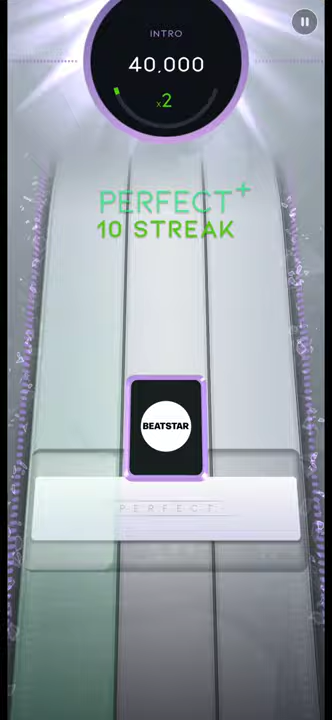 INTRO
40,000
x2
PERFECT+
10 STREAK
BEATSTAR
PERFECT+